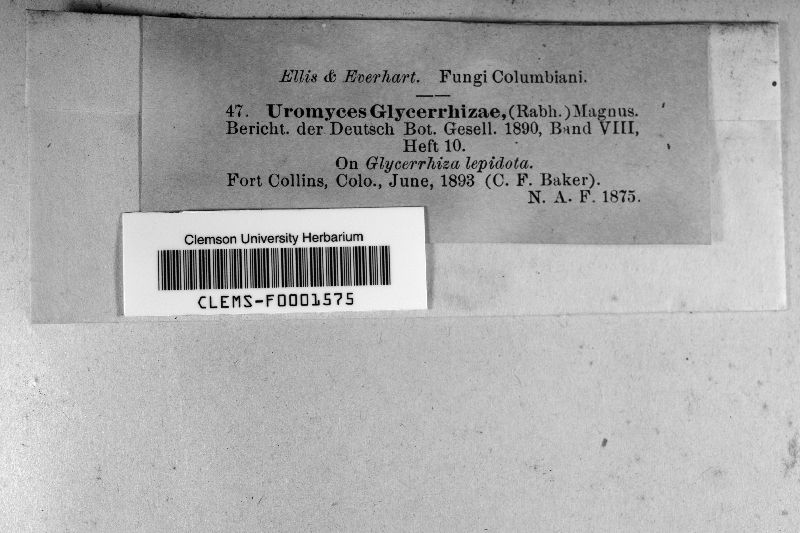 Ellis & Everhart. Fungi Columbiani.
47. Uromyces Glycerrhizae, (Rabh.) Magnus.
Bericht. der Deutsch Bot. Gesell. 1890, Band VIII,
Heft 10.
On Glycerrhiza lepidota.
Fort Collins, Colo., June, 1893 (C. F. Baker).
N. A. F. 1875.
Clemson University Herbarium
CLEMS-F0001575